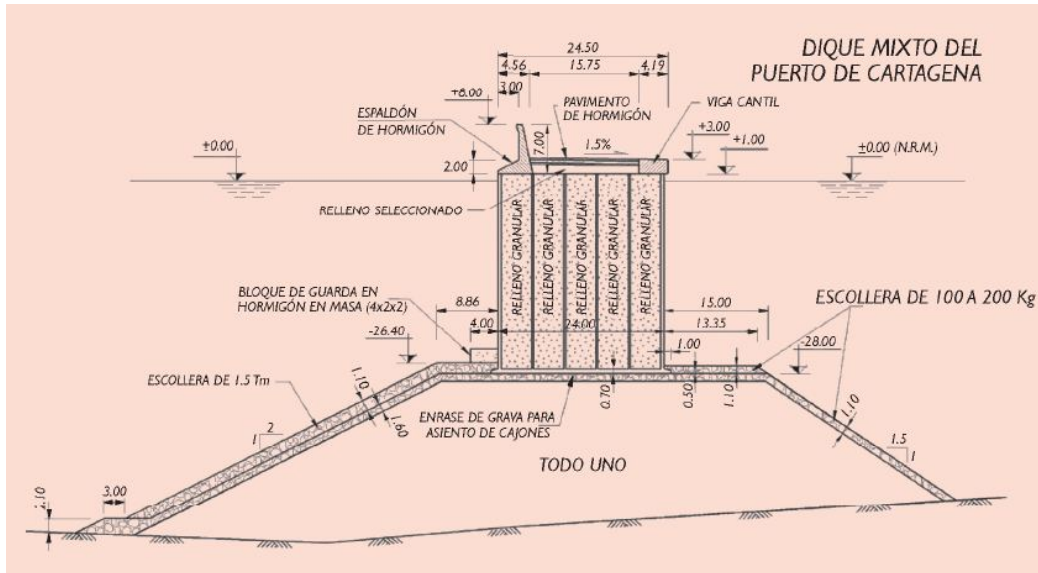 DIQUE MIXTO DEL
PUERTO DE CARTAGENA
24.50
4.56
15.75
4.19
3.00
+8.00
ESPALDÓN
DE HORMIGÓN
PAVIMENTO
DE HORMIGÓN
VIGA CANTIL
7.00
1.5%
+3.00
+1.00
±0.00
±0.00 (N.R.M.)
2.00
RELLENO SELECCIONADO
RELLENO GRANULAR
RELLENO GRANULAR
RELLENO GRANULAR
RELLENO GRANULAR
RELLENO GRANULAR
BLOQUE DE GUARDA EN
HORMIGÓN EN MASA (4x2x2)
8.86
15.00
ESCOLLERA DE 100 A 200 Kg
4.00
24.00
13.35
-26.40
1.00
-28.00
ESCOLLERA DE 1.5 Tm
1.10
1.60
0.70
0.50
1.10
1.10
ENRASE DE GRAVA PARA
ASIENTO DE CAJONES
2
1
1.5
1
TODO UNO
3.00